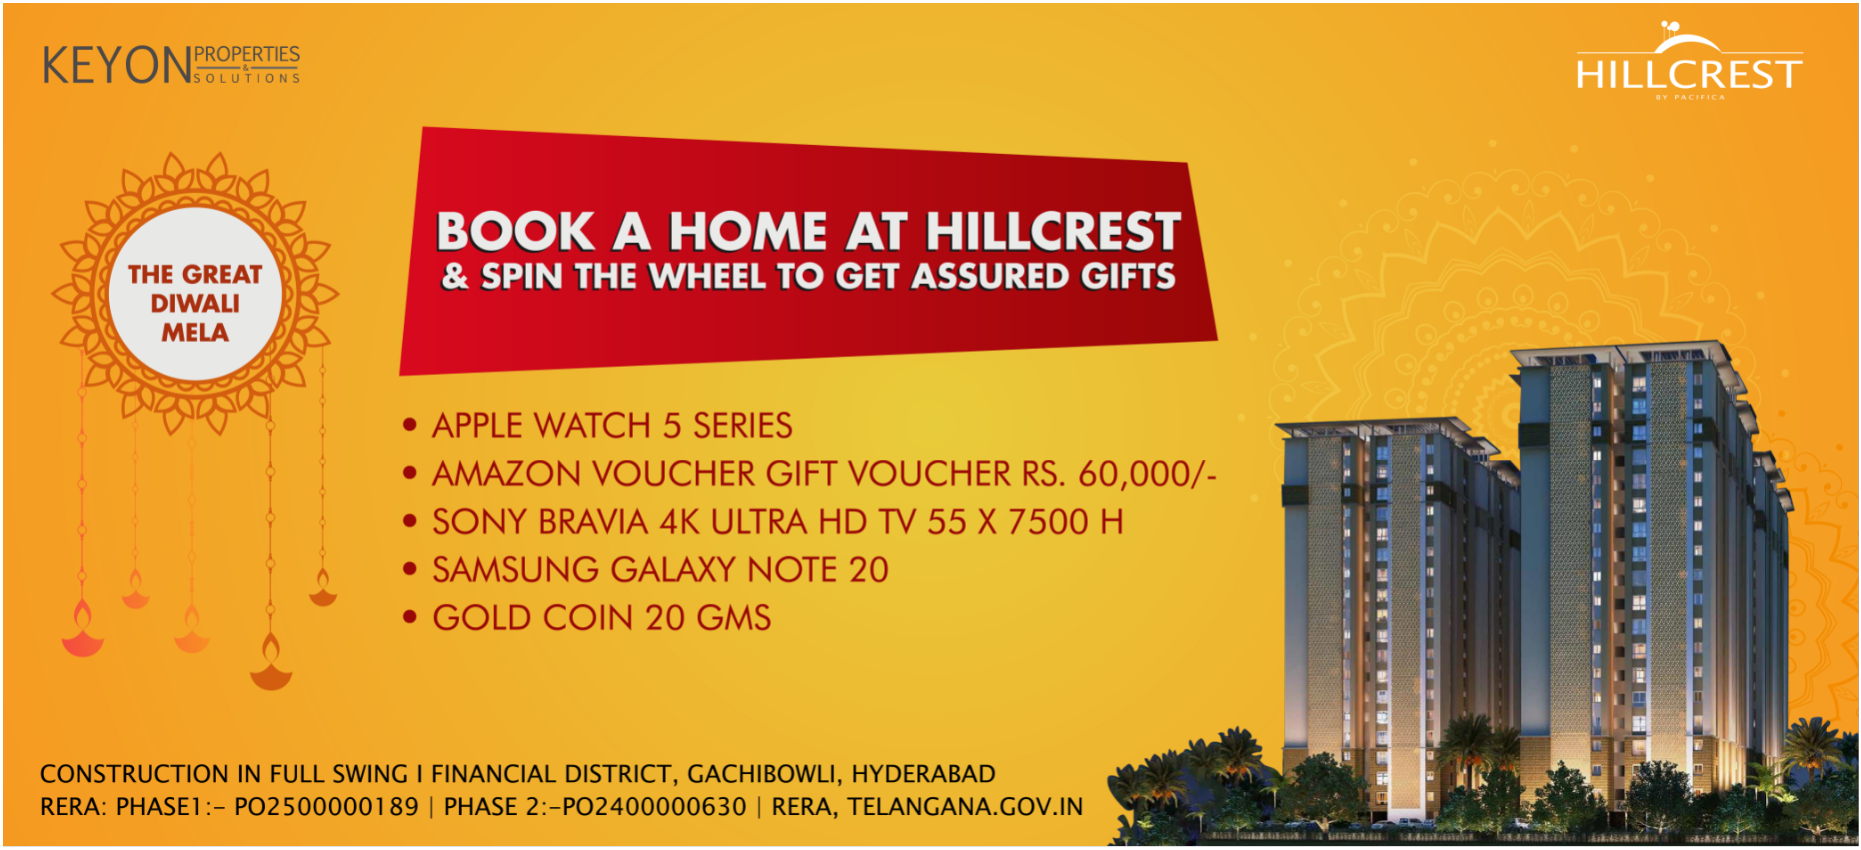 KEYON PROPERTIES
&
SOLUTIONS
HILLCREST
BY PACIFICA
THE GREAT
DIWALI
MELA
BOOK A HOME AT HILLCREST
& SPIN THE WHEEL TO GET ASSURED GIFTS
• APPLE WATCH 5 SERIES
• AMAZON VOUCHER GIFT VOUCHER RS. 60,000/-
• SONY BRAVIA 4K ULTRA HD TV 55 X 7500 H
• SAMSUNG GALAXY NOTE 20
• GOLD COIN 20 GMS
CONSTRUCTION IN FULL SWING I FINANCIAL DISTRICT, GACHIBOWLI, HYDERABAD
RERA: PHASE1:- PO2500000189 | PHASE 2:-PO2400000630 | RERA, TELANGANA.GOV.IN